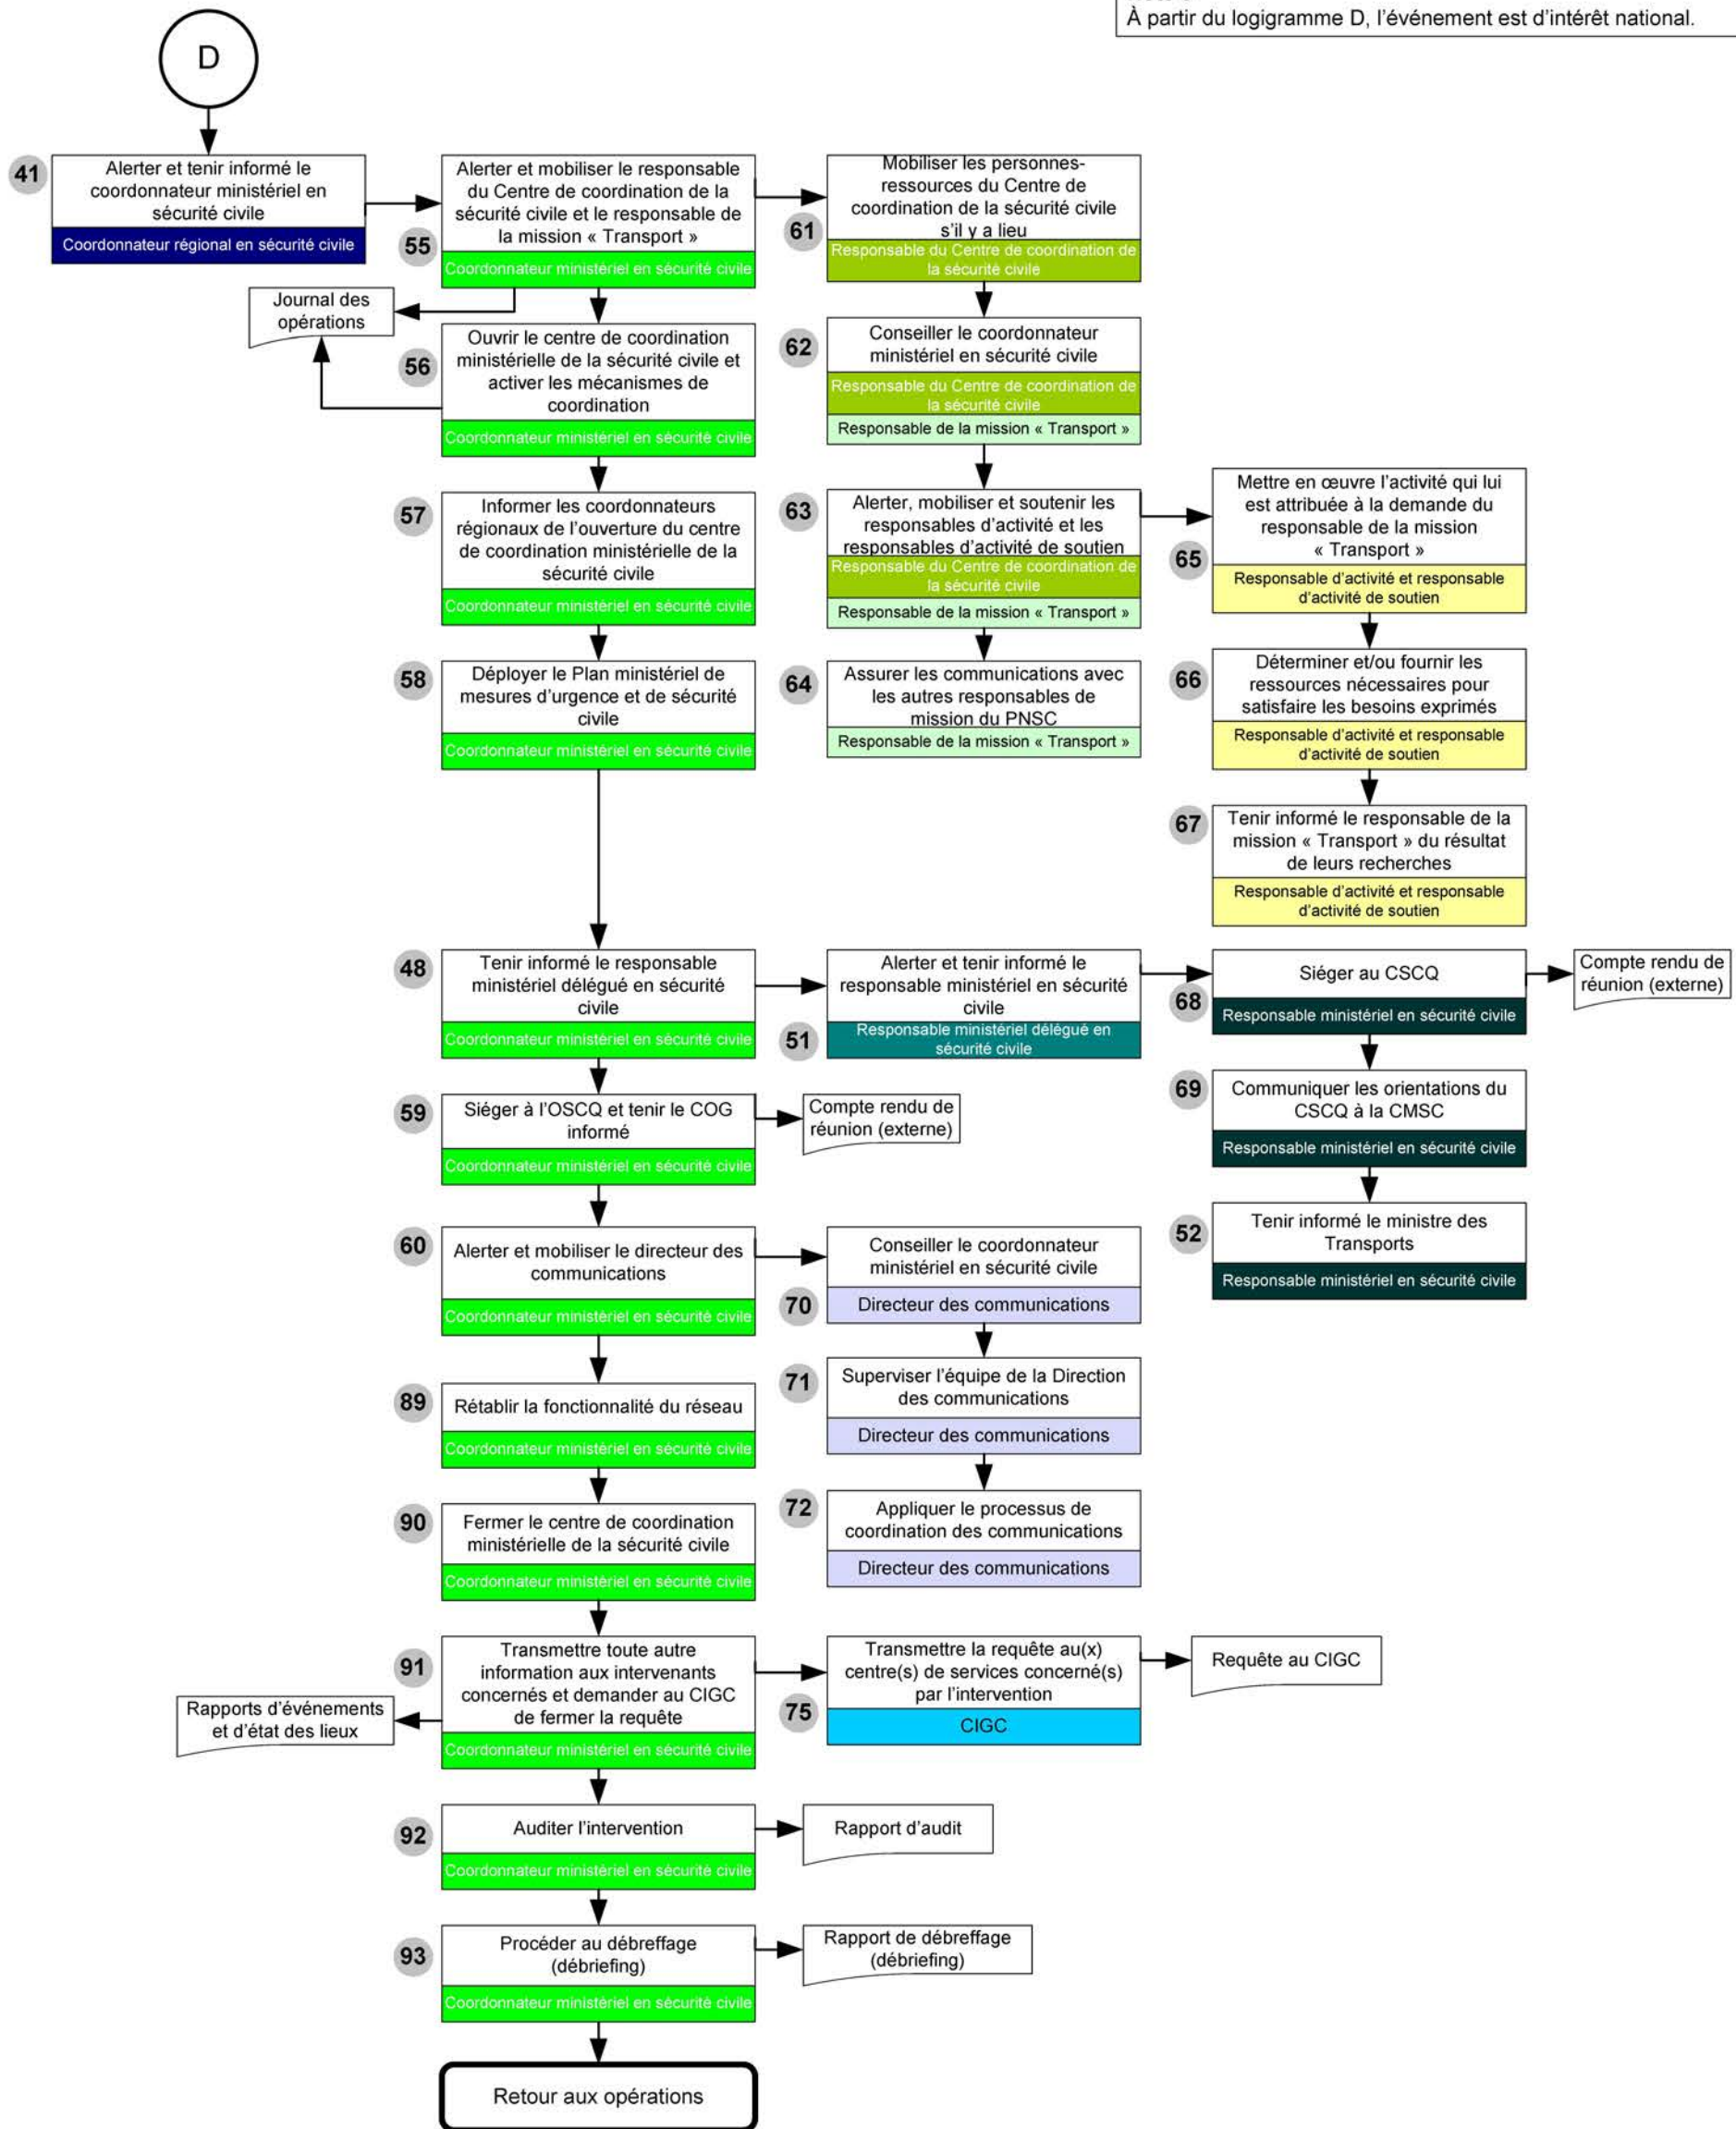 À partir du logigramme D, l’événement est d’intérêt national.
D
41
Alerter et tenir informé le
coordonnateur ministériel en
sécurité civile
Coordonnateur régional en sécurité civile
55
Alerter et mobiliser le responsable
du Centre de coordination de la
sécurité civile et le responsable de
la mission « Transport »
Coordonnateur ministériel en sécurité civile
61
Mobiliser les personnes-
ressources du Centre de
coordination de la sécurité civile
s’il y a lieu
Responsable du Centre de coordination de
la sécurité civile
Journal des
opérations
56
Ouvrir le centre de coordination
ministérielle de la sécurité civile et
activer les mécanismes de
coordination
Coordonnateur ministériel en sécurité civile
62
Conseiller le coordonnateur
ministériel en sécurité civile
Responsable du Centre de coordination de
la sécurité civile
Responsable de la mission « Transport »
57
Informer les coordonnateurs
régionaux de l’ouverture du centre
de coordination ministérielle de la
sécurité civile
Coordonnateur ministériel en sécurité civile
63
Alerter, mobiliser et soutenir les
responsables d’activité et les
responsables d’activité de soutien
Responsable du Centre de coordination de
la sécurité civile
Responsable de la mission « Transport »
65
Mettre en œuvre l’activité qui lui
est attribuée à la demande du
responsable de la mission
« Transport »
Responsable d’activité et responsable
d’activité de soutien
58
Déployer le Plan ministériel de
mesures d’urgence et de sécurité
civile
Coordonnateur ministériel en sécurité civile
64
Assurer les communications avec
les autres responsables de
mission du PNSC
Responsable de la mission « Transport »
66
Déterminer et/ou fournir les
ressources nécessaires pour
satisfaire les besoins exprimés
Responsable d’activité et responsable
d’activité de soutien
67
Tenir informé le responsable de la
mission « Transport » du résultat
de leurs recherches
Responsable d’activité et responsable
d’activité de soutien
48
Tenir informé le responsable
ministériel délégué en sécurité
civile
Coordonnateur ministériel en sécurité civile
51
Alerter et tenir informé le
responsable ministériel en sécurité
civile
Responsable ministériel délégué en
sécurité civile
68
Siéger au CSCQ
Responsable ministériel en sécurité civile
Compte rendu de
réunion (externe)
59
Siéger à l’OSCQ et tenir le COG
informé
Coordonnateur ministériel en sécurité civile
Compte rendu de
réunion (externe)
69
Communiquer les orientations du
CSCQ à la CMSC
Responsable ministériel en sécurité civile
60
Alerter et mobiliser le directeur des
communications
Coordonnateur ministériel en sécurité civile
70
Conseiller le coordonnateur
ministériel en sécurité civile
Directeur des communications
52
Tenir informé le ministre des
Transports
Responsable ministériel en sécurité civile
89
Rétablir la fonctionnalité du réseau
Coordonnateur ministériel en sécurité civile
71
Superviser l’équipe de la Direction
des communications
Directeur des communications
90
Fermer le centre de coordination
ministérielle de la sécurité civile
Coordonnateur ministériel en sécurité civile
72
Appliquer le processus de
coordination des communications
Directeur des communications
91
Transmettre toute autre
information aux intervenants
concernés et demander au CIGC
de fermer la requête
Coordonnateur ministériel en sécurité civile
Rapports d’événements
et d’état des lieux
75
Transmettre la requête au(x)
centre(s) de services concerné(s)
par l’intervention
CIGC
Requête au CIGC
92
Auditer l’intervention
Coordonnateur ministériel en sécurité civile
Rapport d’audit
93
Procéder au débreffage
(débriefing)
Coordonnateur ministériel en sécurité civile
Rapport de débreffage
(débriefing)
Retour aux opérations